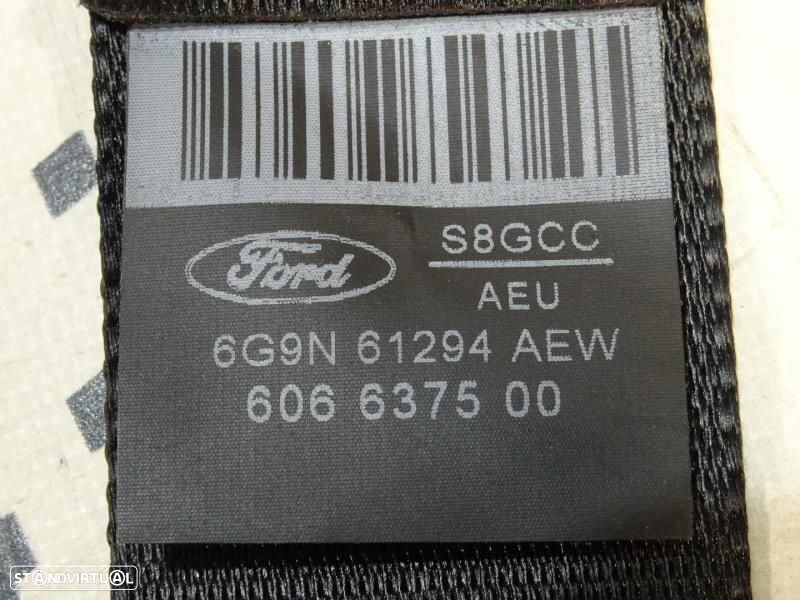 Ford
S8GCC
AEU
6G9N 61294 AEW
606 6375 00
STANDVIRTUAL